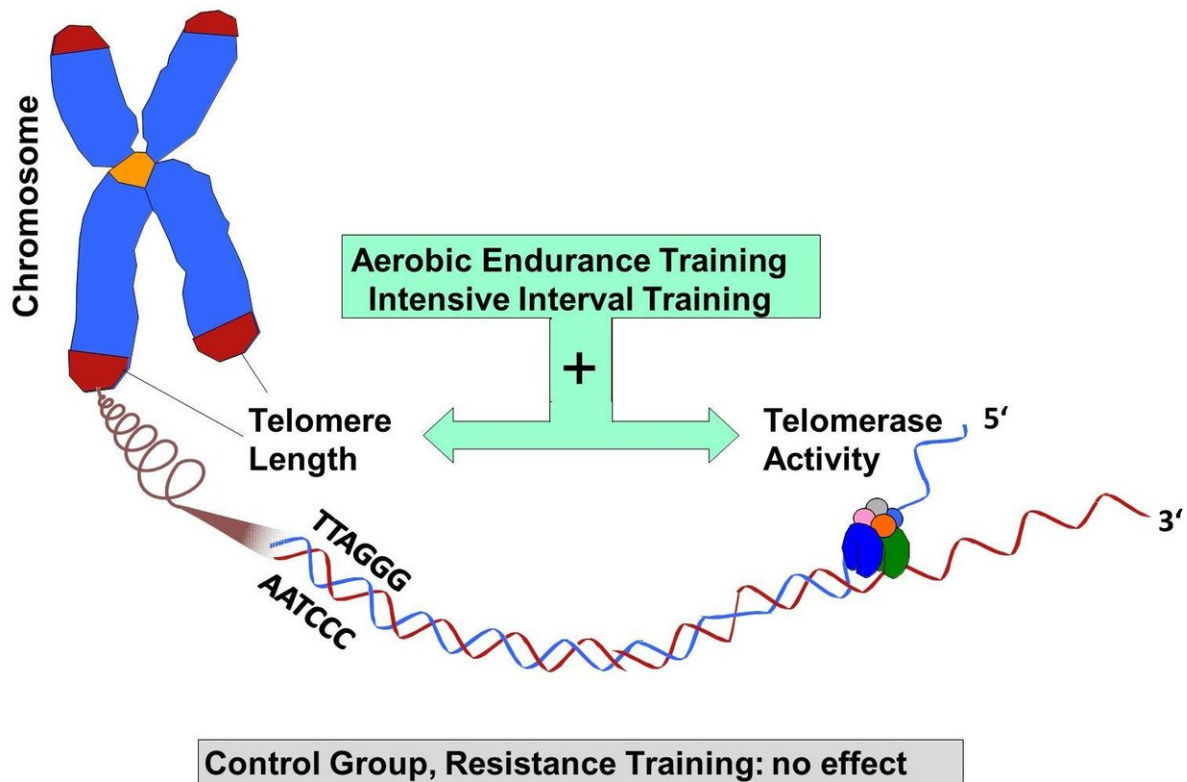 Chromosome
Aerobic Endurance Training
Intensive Interval Training
+
Telomere
Length
Telomerase
Activity
5‘
3‘
TTAGGG
AATCCC
Control Group, Resistance Training: no effect